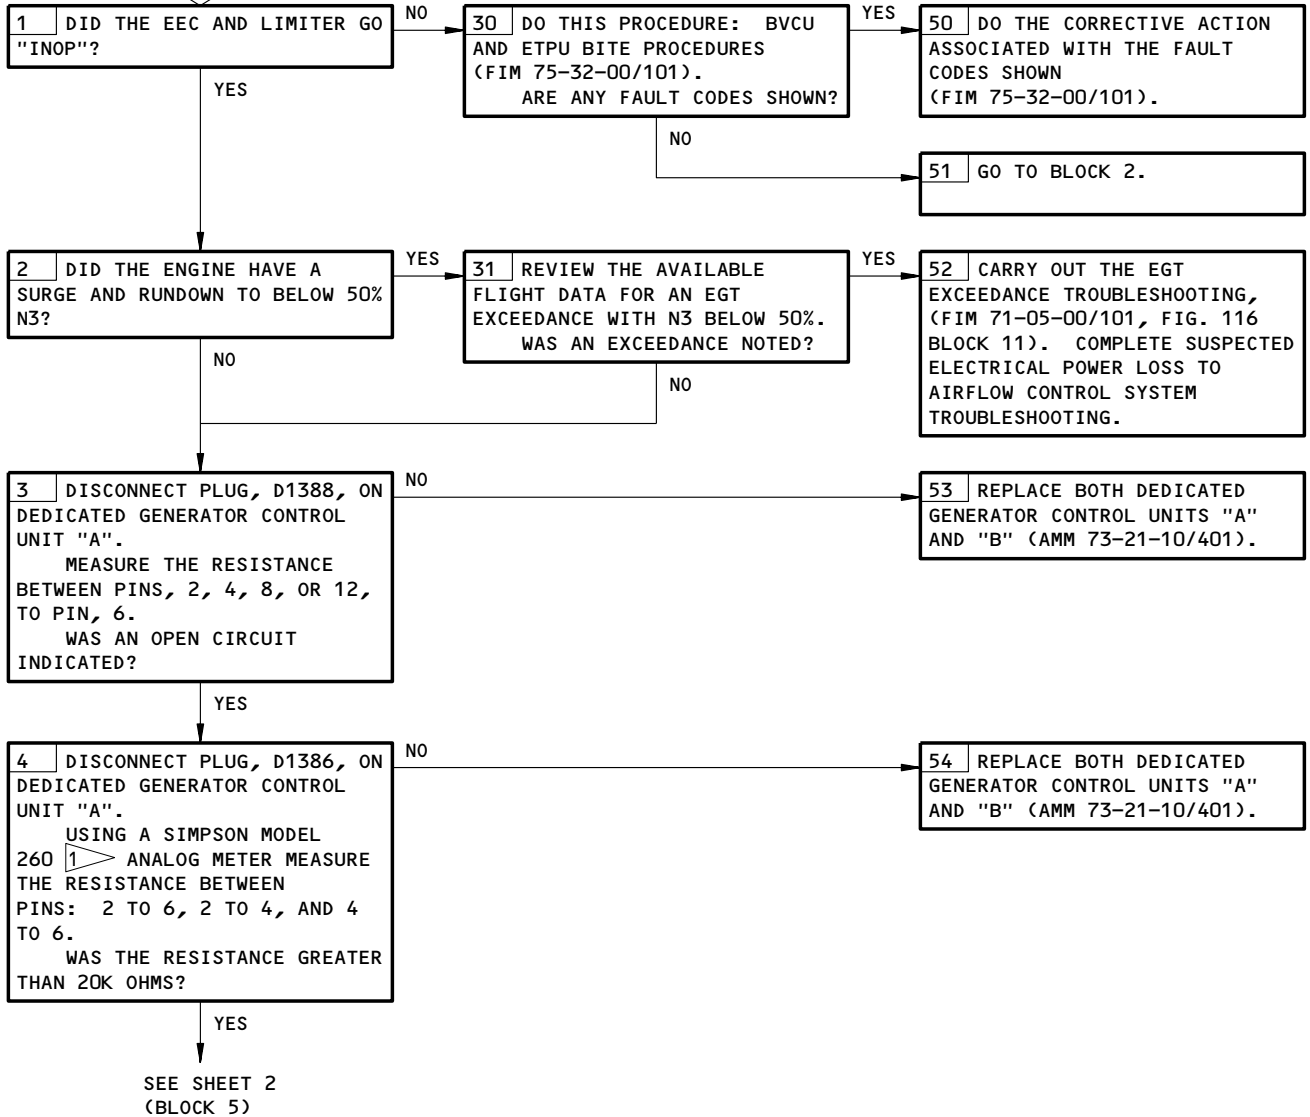 1 DID THE EEC AND LIMITER GO
"INOP"?
NO
YES
30 DO THIS PROCEDURE: BVCU
AND ETPU BITE PROCEDURES
(FIM 75-32-00/101).
ARE ANY FAULT CODES SHOWN?
YES
NO
50 DO THE CORRECTIVE ACTION
ASSOCIATED WITH THE FAULT
CODES SHOWN
(FIM 75-32-00/101).
51 GO TO BLOCK 2.
2 DID THE ENGINE HAVE A
SURGE AND RUNDOWN TO BELOW 50%
N3?
YES
NO
31 REVIEW THE AVAILABLE
FLIGHT DATA FOR AN EGT
EXCEEDANCE WITH N3 BELOW 50%.
WAS AN EXCEEDANCE NOTED?
YES
NO
52 CARRY OUT THE EGT
EXCEEDANCE TROUBLESHOOTING,
(FIM 71-05-00/101, FIG. 116
BLOCK 11). COMPLETE SUSPECTED
ELECTRICAL POWER LOSS TO
AIRFLOW CONTROL SYSTEM
TROUBLESHOOTING.
3 DISCONNECT PLUG, D1388, ON
DEDICATED GENERATOR CONTROL
UNIT "A".
MEASURE THE RESISTANCE
BETWEEN PINS, 2, 4, 8, OR 12,
TO PIN, 6.
WAS AN OPEN CIRCUIT
INDICATED?
NO
YES
53 REPLACE BOTH DEDICATED
GENERATOR CONTROL UNITS "A"
AND "B" (AMM 73-21-10/401).
4 DISCONNECT PLUG, D1386, ON
DEDICATED GENERATOR CONTROL
UNIT "A".
USING A SIMPSON MODEL
260 1 ANALOG METER MEASURE
THE RESISTANCE BETWEEN
PINS: 2 TO 6, 2 TO 4, AND 4
TO 6.
WAS THE RESISTANCE GREATER
THAN 20K OHMS?
NO
YES
54 REPLACE BOTH DEDICATED
GENERATOR CONTROL UNITS "A"
AND "B" (AMM 73-21-10/401).
SEE SHEET 2
(BLOCK 5)